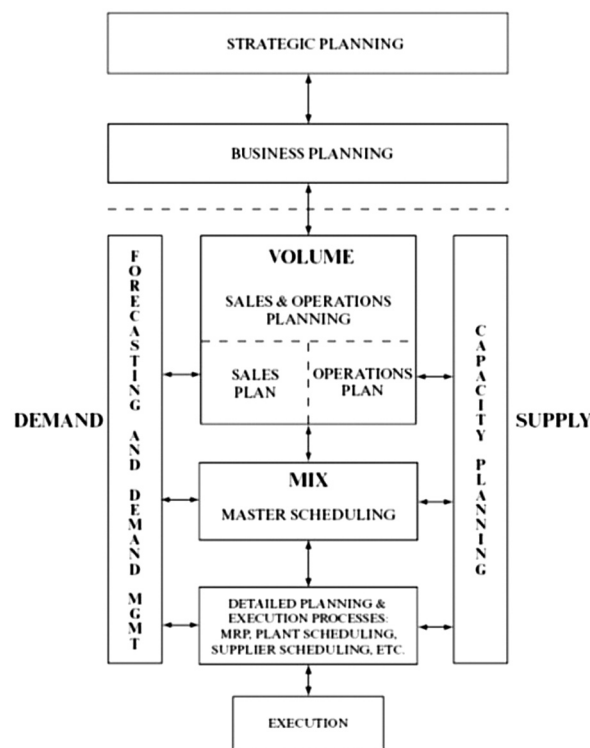 STRATEGIC PLANNING
BUSINESS PLANNING
FORECASTING AND DEMAND MGMT
VOLUME
SALES & OPERATIONS
PLANNING
SALES
PLAN
OPERATIONS
PLAN
CAPACITY PLANNING
DEMAND
SUPPLY
MIX
MASTER SCHEDULING
DETAILED PLANNING &
EXECUTION PROCESSES:
MRP, PLANT SCHEDULING,
SUPPLIER SCHEDULING, ETC.
EXECUTION